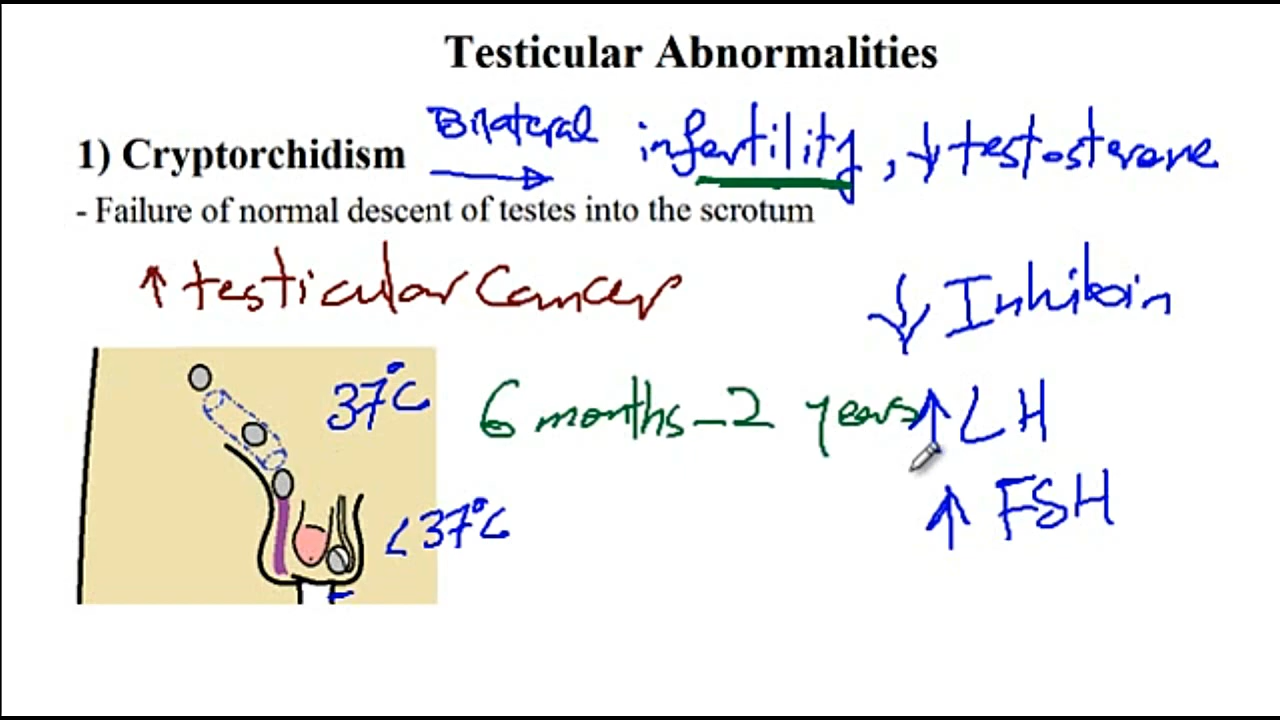 Testicular Abnormalities
1) Cryptorchidism Bilateral infertility, ↓ testosterone
- Failure of normal descent of testes into the scrotum
↑ testicular Cancer
↓ Inhibin
37°C
6 months - 2 years ↑ LH
<37°C
↑ FSH